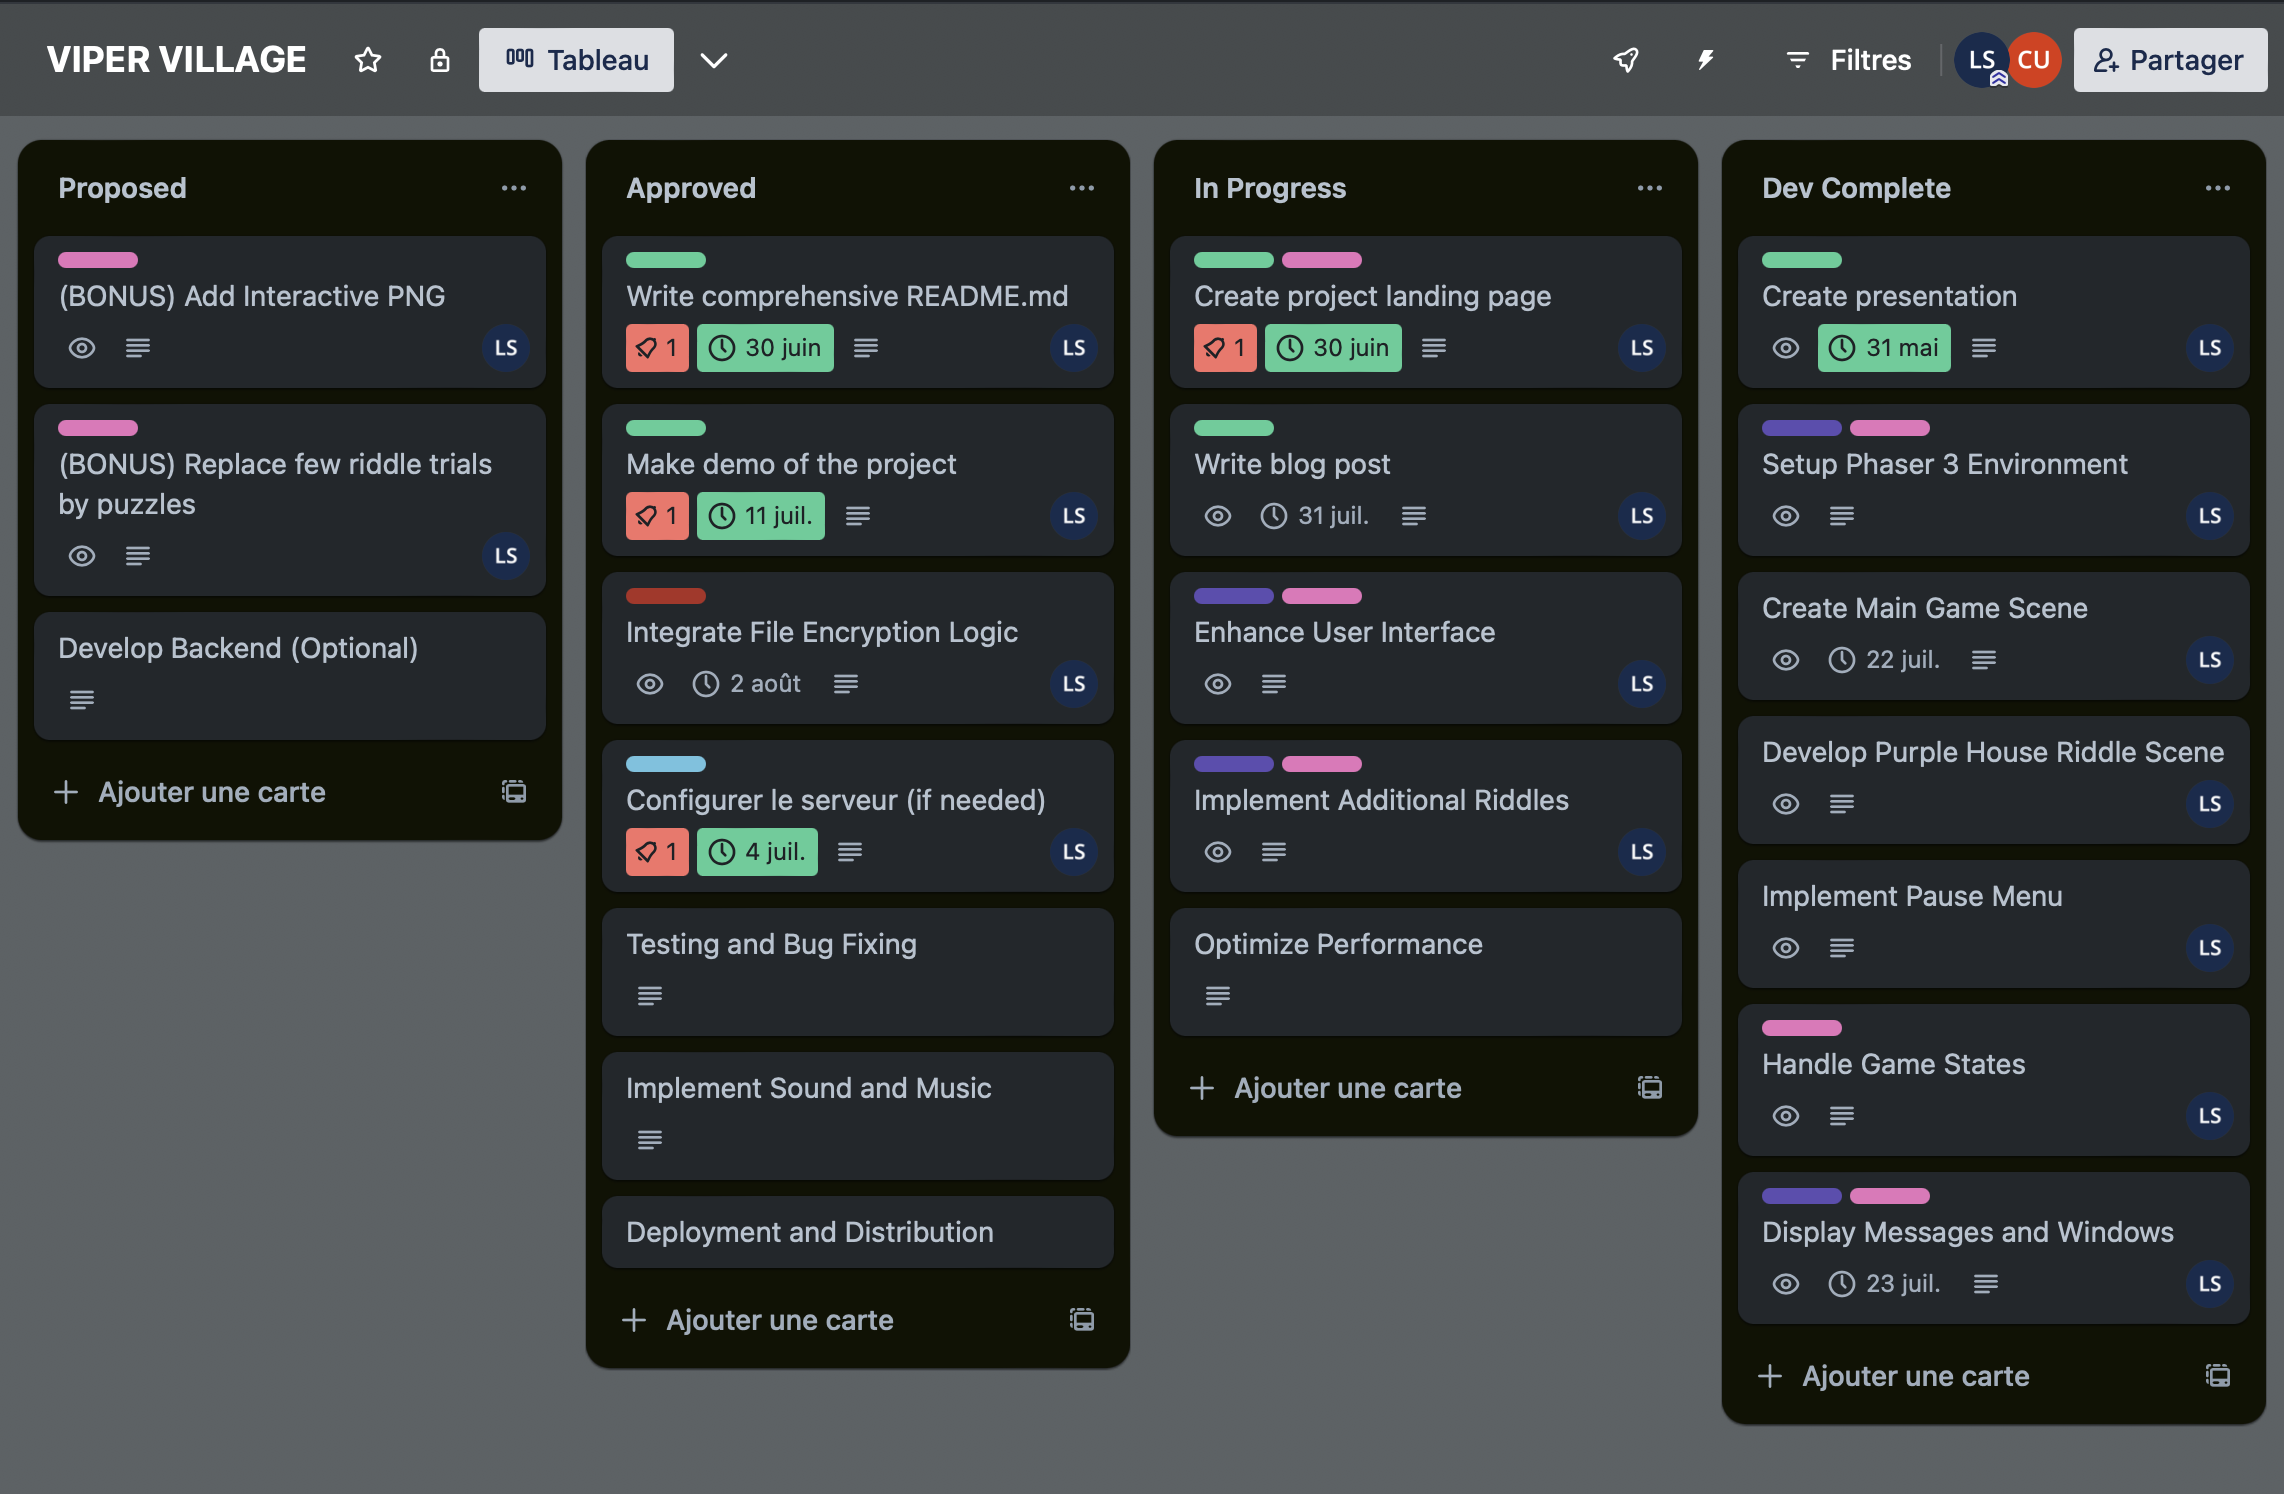 VIPER VILLAGE
Tableau
Filtres
LS
CU
Partager
Proposed
(BONUS) Add Interactive PNG
LS
(BONUS) Replace few riddle trials
by puzzles
LS
Develop Backend (Optional)
Ajouter une carte
Approved
Write comprehensive README.md
1
30 juin
LS
Make demo of the project
1
11 juil.
LS
Integrate File Encryption Logic
2 août
LS
Configurer le serveur (if needed)
1
4 juil.
LS
Testing and Bug Fixing
Implement Sound and Music
Deployment and Distribution
Ajouter une carte
In Progress
Create project landing page
1
30 juin
LS
Write blog post
31 juil.
LS
Enhance User Interface
LS
Implement Additional Riddles
LS
Optimize Performance
Ajouter une carte
Dev Complete
Create presentation
31 mai
LS
Setup Phaser 3 Environment
LS
Create Main Game Scene
22 juil.
LS
Develop Purple House Riddle Scene
LS
Implement Pause Menu
LS
Handle Game States
LS
Display Messages and Windows
23 juil.
LS
Ajouter une carte